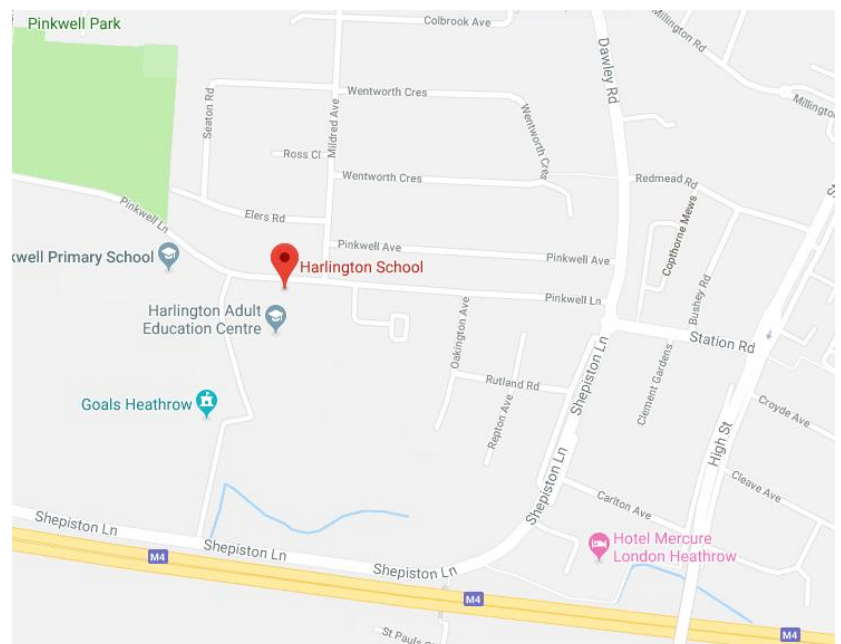 Pinkwell Park
Colbrook Ave
Millington Rd
Dawley Rd
Wentworth Cres
Seaton Rd
Mildred Ave
Millington
Wentworth Cres
Ross Cl
Wentworth Cres
Redmead Rd
Pinkwell Ln
Elers Rd
Copthorne Mews
Pinkwell Ave
Pinkwell Ave
kwell Primary School
Harlington School
Bushey Rd
Pinkwell Ln
Harlington Adult
Education Centre
Oakington Ave
Station Rd
Shepiston Ln
Clement Gardens
Rutland Rd
Goals Heathrow
Repton Ave
Croyde Ave
High St
Cleave Ave
Shepiston Ln
Carlton Ave
Shepiston Ln
Hotel Mercure
London Heathrow
Shepiston Ln
M4
Shepiston Ln
M4
St Pauls
M4